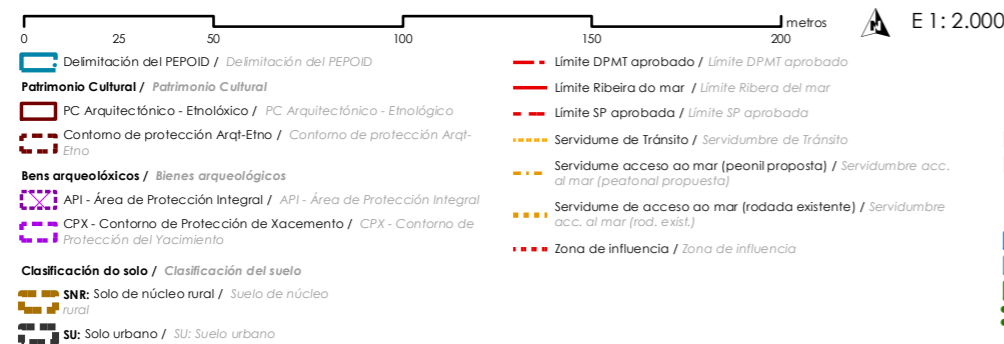 metros
E 1: 2.000
0 25 50 100 150 200
Delimitación del PEPOID / Delimitación del PEPOID
Patrimonio Cultural / Patrimonio Cultural
PC Arquitectónico - Etnolóxico / PC Arquitectónico - Etnológico
Contorno de protección Arqt-Etno / Contorno de protección Arqt-
Etno
Bens arqueolóxicos / Bienes arqueológicos
API - Área de Protección Integral / API - Área de Protección Integral
CPX - Contorno de Protección de Xacemento / CPX - Contorno de
Protección del Yacimiento
Clasificación do solo / Clasificación del suelo
SNR: Solo de núcleo rural / Suelo de núcleo
rural
SU: Solo urbano / SU: Suelo urbano
Límite DPMT aprobado / Límite DPMT aprobado
Límite Ribeira do mar / Límite Ribera del mar
Límite SP aprobada / Límite SP aprobada
Servidume de Tránsito / Servidumbre de Tránsito
Servidume acceso ao mar (peonil proposta) / Servidumbre acc.
al mar (peatonal propuesta)
Servidume de acceso ao mar (rodada existente) / Servidumbre
acc. al mar (rod. exist.)
Zona de influencia / Zona de influencia